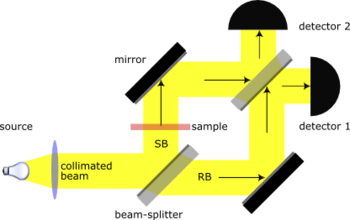 detector 2
mirror
detector 1
source
sample
SB
collimated
beam
RB
beam-splitter